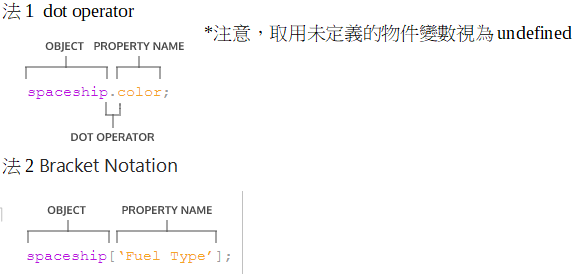 法 1 dot operator
*注意，取用未定義的物件變數視為 undefined
OBJECT PROPERTY NAME
spaceship.color;
DOT OPERATOR
法 2 Bracket Notation
OBJECT PROPERTY NAME
spaceship[‘Fuel Type’];